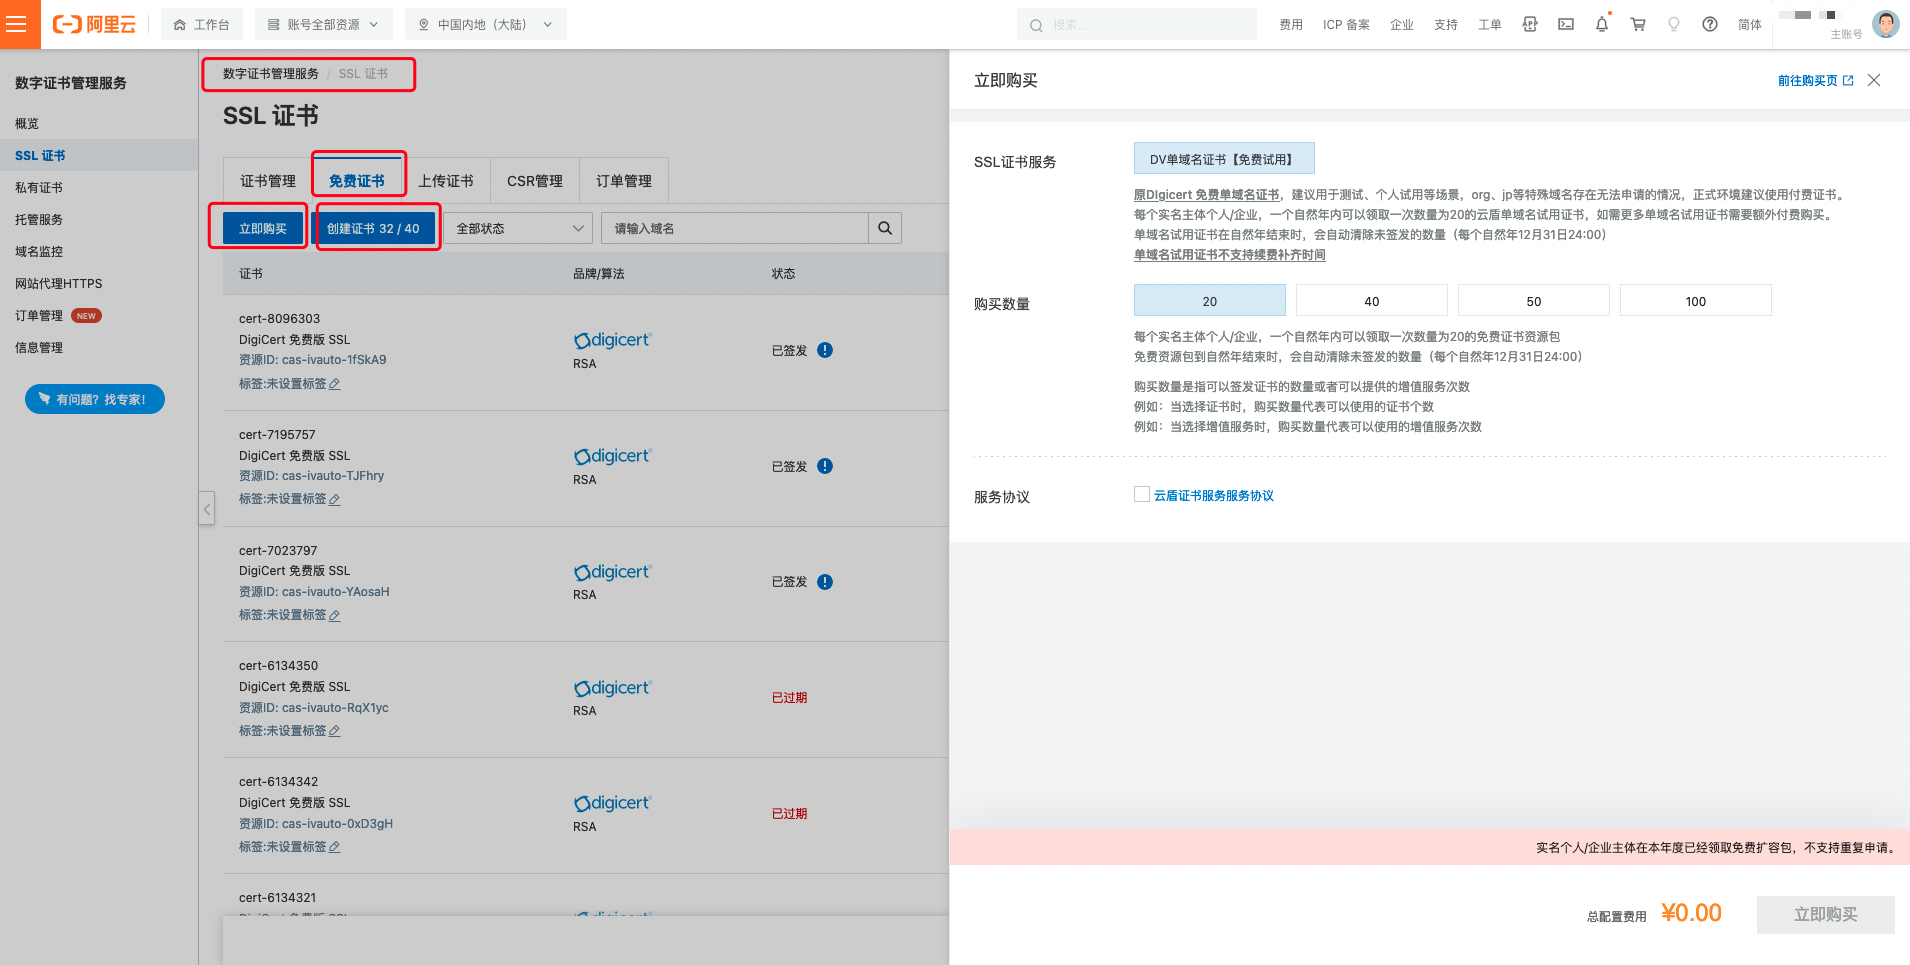 阿里云
工作台
账号全部资源
中国内地（大陆）
搜索...
费用
ICP 备案
企业
支持
工单
简体
主账号
数字证书管理服务
概览
SSL 证书
私有证书
托管服务
域名监控
网站代理HTTPS
订单管理 NEW
信息管理
有问题？找专家！
数字证书管理服务 / SSL 证书
SSL 证书
证书管理
免费证书
上传证书
CSR管理
订单管理
立即购买
创建证书 32 / 40
全部状态
请输入域名
证书
品牌/算法
状态
cert-8096303
DigiCert 免费版 SSL
资源ID: cas-ivauto-1fSkA9
标签:未设置标签
digicert
RSA
已签发
cert-7195757
DigiCert 免费版 SSL
资源ID: cas-ivauto-TJFhry
标签:未设置标签
digicert
RSA
已签发
cert-7023797
DigiCert 免费版 SSL
资源ID: cas-ivauto-YAosaH
标签:未设置标签
digicert
RSA
已签发
cert-6134350
DigiCert 免费版 SSL
资源ID: cas-ivauto-RqX1yc
标签:未设置标签
digicert
RSA
已过期
cert-6134342
DigiCert 免费版 SSL
资源ID: cas-ivauto-0xD3gH
标签:未设置标签
digicert
RSA
已过期
cert-6134321
立即购买
前往购买页
SSL证书服务
DV单域名证书【免费试用】
原Digicert 免费单域名证书，建议用于测试、个人试用等场景，org、jp等特殊域名存在无法申请的情况，正式环境建议使用付费证书。
每个实名主体个人/企业，一个自然年内可以领取一次数量为20的云盾单域名试用证书，如需更多单域名试用证书需要额外付费购买。
单域名试用证书在自然年结束时，会自动清除未签发的数量（每个自然年12月31日24:00）
单域名试用证书不支持续费补齐时间
购买数量
20
40
50
100
每个实名主体个人/企业，一个自然年内可以领取一次数量为20的免费证书资源包
免费资源包到自然年结束时，会自动清除未签发的数量（每个自然年12月31日24:00）
购买数量是指可以签发证书的数量或者可以提供的增值服务次数
例如：当选择证书时，购买数量代表可以使用的证书个数
例如：当选择增值服务时，购买数量代表可以使用的增值服务次数
服务协议
云盾证书服务服务协议
实名个人/企业主体在本年度已经领取免费扩容包，不支持重复申请。
总配置费用 ¥0.00
立即购买